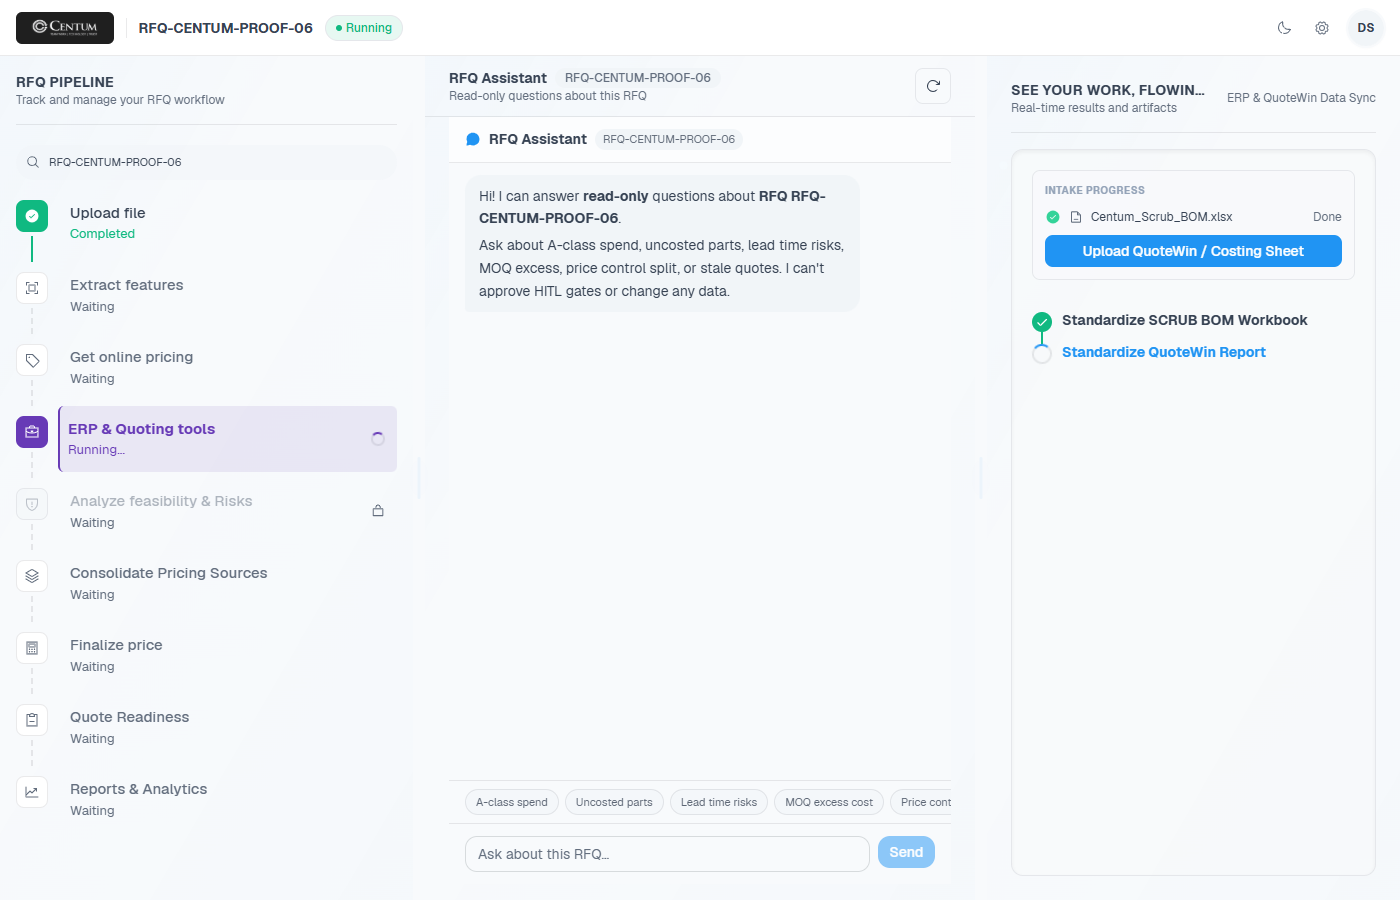 CENTUM
RFQ-CENTUM-PROOF-06
Running
DS
RFQ PIPELINE
Track and manage your RFQ workflow
RFQ-CENTUM-PROOF-06
Upload file
Completed
Extract features
Waiting
Get online pricing
Waiting
ERP & Quoting tools
Running...
Analyze feasibility & Risks
Waiting
Consolidate Pricing Sources
Waiting
Finalize price
Waiting
Quote Readiness
Waiting
Reports & Analytics
Waiting
RFQ Assistant RFQ-CENTUM-PROOF-06
Read-only questions about this RFQ
RFQ Assistant RFQ-CENTUM-PROOF-06
Hi! I can answer read-only questions about RFQ RFQ-
CENTUM-PROOF-06.
Ask about A-class spend, uncosted parts, lead time risks,
MOQ excess, price control split, or stale quotes. I can't
approve HITL gates or change any data.
A-class spend Uncosted parts Lead time risks MOQ excess cost Price cont
Ask about this RFQ...
Send
SEE YOUR WORK, FLOWIN...
Real-time results and artifacts
ERP & QuoteWin Data Sync
INTAKE PROGRESS
Centum_Scrub_BOM.xlsx Done
Upload QuoteWin / Costing Sheet
Standardize SCRUB BOM Workbook
Standardize QuoteWin Report